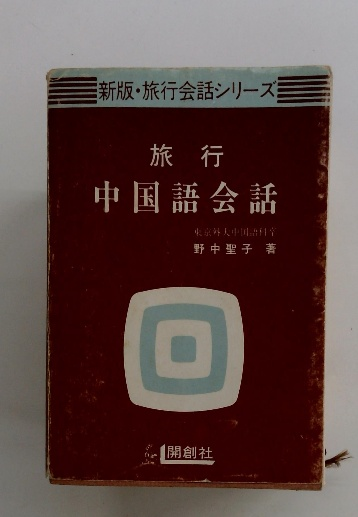 新版・旅行会話シリーズ
旅行
中国語会話
東京外大中国語科卒
野中聖子 著
開創社